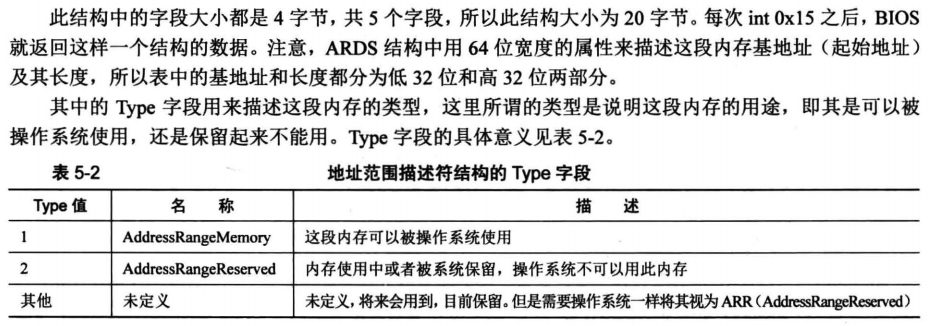 此结构中的字段大小都是 4 字节，共 5 个字段，所以此结构大小为 20 字节。每次 int 0x15 之后，BIOS
就返回这样一个结构的数据。注意，ARDS 结构中用 64 位宽度的属性来描述这段内存基地址（起始地址）
及其长度，所以表中的基地址和长度都分为低 32 位和高 32 位两部分。
其中的 Type 字段用来描述这段内存的类型，这里所谓的类型是说明这段内存的用途，即其是可以被
操作系统使用，还是保留起来不能用。Type 字段的具体意义见表 5-2。
表 5-2 地址范围描述符结构的 Type 字段
Type 值 名 称 描 述
1 AddressRangeMemory 这段内存可以被操作系统使用
2 AddressRangeReserved 内存使用中或者被系统保留，操作系统不可以用此内存
其他 未定义 未定义，将来会用到，目前保留。但是需要操作系统一样将其视为 ARR（AddressRangeReserved）